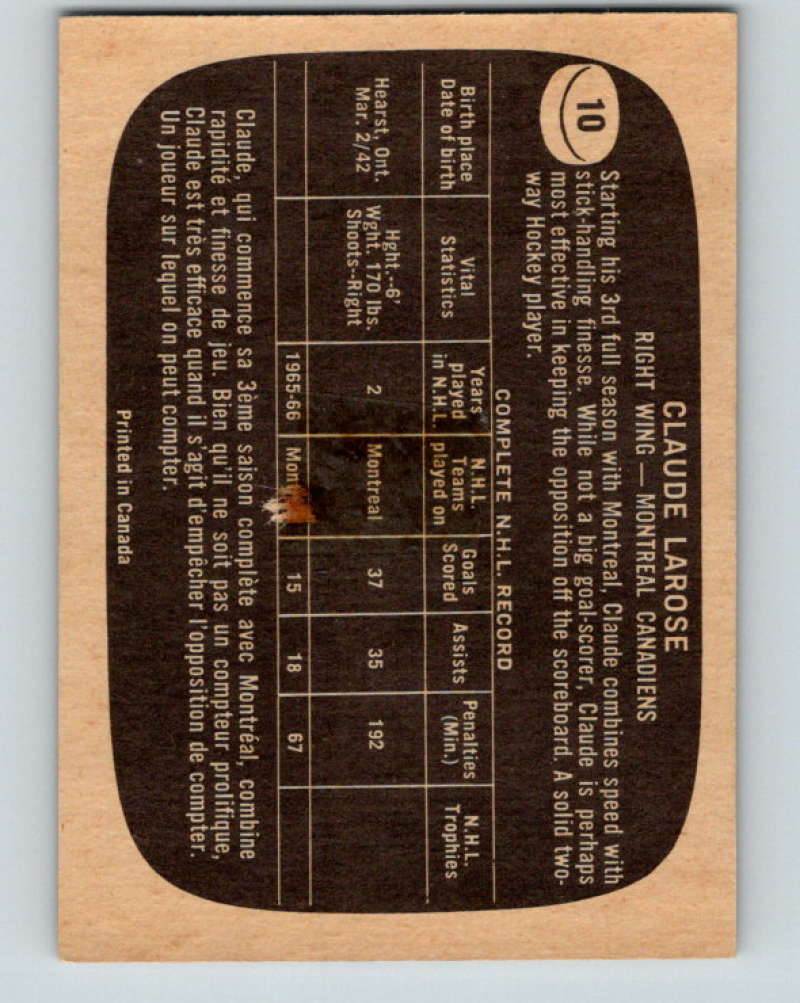 CLAUDE LAROSE
RIGHT WING — MONTREAL CANADIENS
10
Starting his 3rd full season with Montreal, Claude combines speed with
stick-handling finesse. While not a big goal-scorer, Claude is perhaps
most effective in keeping the opposition off the scoreboard. A solid two-
way Hockey player.
COMPLETE N.H.L. RECORD
Birth place Vital Years N.H.L. Goals Assists Penalties N.H.L.
Date of birth Statistics played Teams Scored (Min.) Trophies
in N.H.L. played on
Hearst, Ont. Hght.--6' 2 Montreal 37 35 192
Mar. 2/42 Wght. 170 lbs.
Shoots--Right
1965-66 Mon 15 18 67
Claude, qui commence sa 3ème saison complète avec Montréal, combine
rapidité et finesse de jeu. Bien qu'il ne soit pas un compteur prolifique,
Claude est très efficace quand il s'agit d'empêcher l'opposition de compter.
Un joueur sur lequel on peut compter.
Printed in Canada